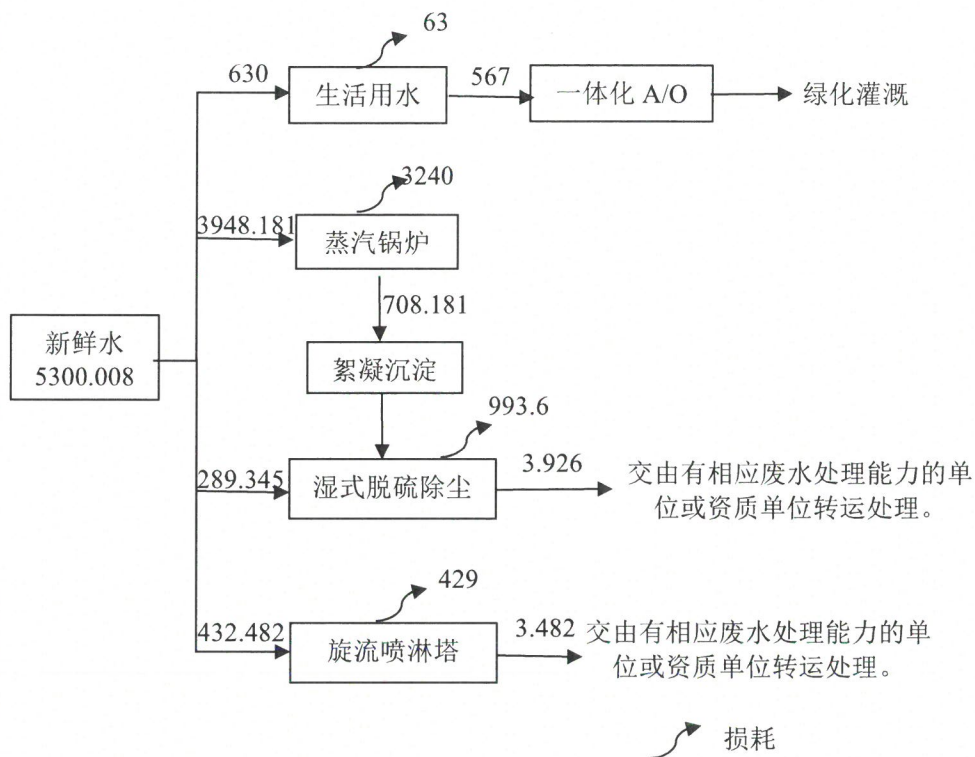 63
630
生活用水
567
一体化 A/O
绿化灌溉
3240
3948.181
蒸汽锅炉
708.181
新鲜水
5300.008
絮凝沉淀
993.6
289.345
湿式脱硫除尘
3.926
交由有相应废水处理能力的单
位或资质单位转运处理。
429
432.482
旋流喷淋塔
3.482
交由有相应废水处理能力的单
位或资质单位转运处理。
损耗